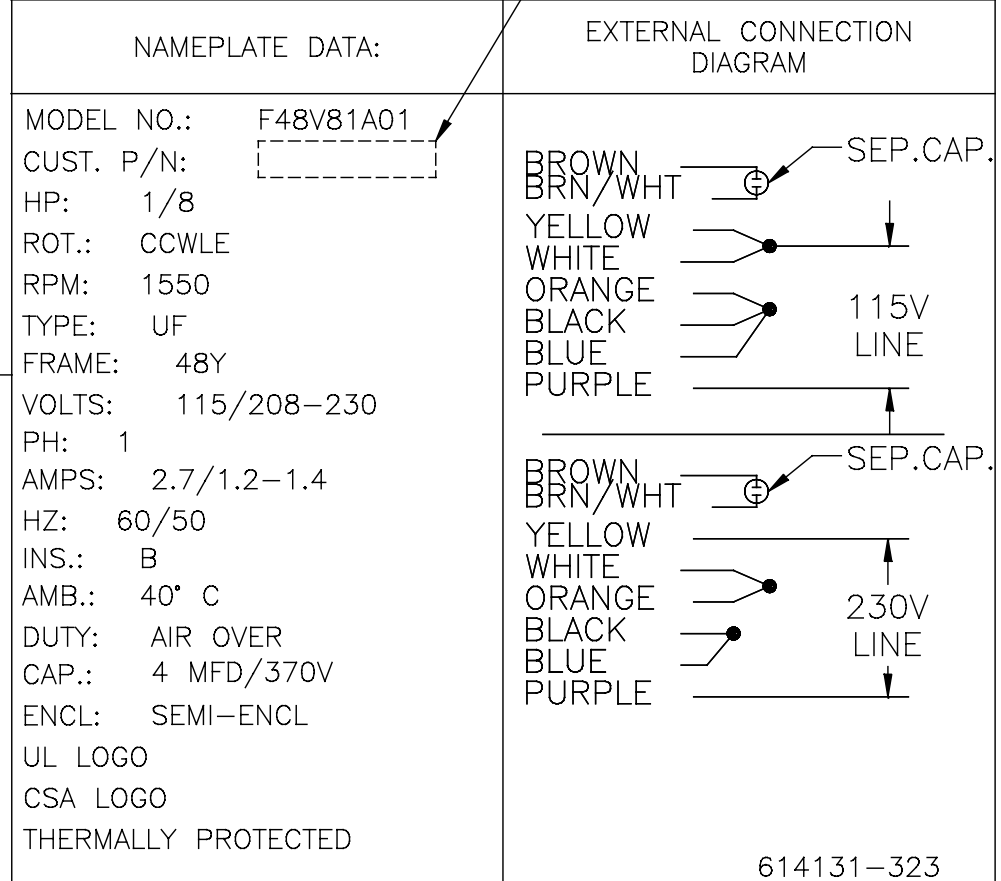 NAMEPLATE DATA:
MODEL NO.: F48V81A01
CUST. P/N:
HP: 1/8
ROT.: CCWLE
RPM: 1550
TYPE: UF
FRAME: 48Y
VOLTS: 115/208-230
PH: 1
AMPS: 2.7/1.2-1.4
HZ: 60/50
INS.: B
AMB.: 40° C
DUTY: AIR OVER
CAP.: 4 MFD/370V
ENCL: SEMI-ENCL
UL LOGO
CSA LOGO
THERMALLY PROTECTED
EXTERNAL CONNECTION
DIAGRAM
BROWN
SEP.CAP.
BRN/WHT
YELLOW
WHITE
ORANGE
BLACK
BLUE
PURPLE
115V
LINE
BROWN
SEP.CAP.
BRN/WHT
YELLOW
WHITE
ORANGE
BLACK
BLUE
PURPLE
230V
LINE
614131-323